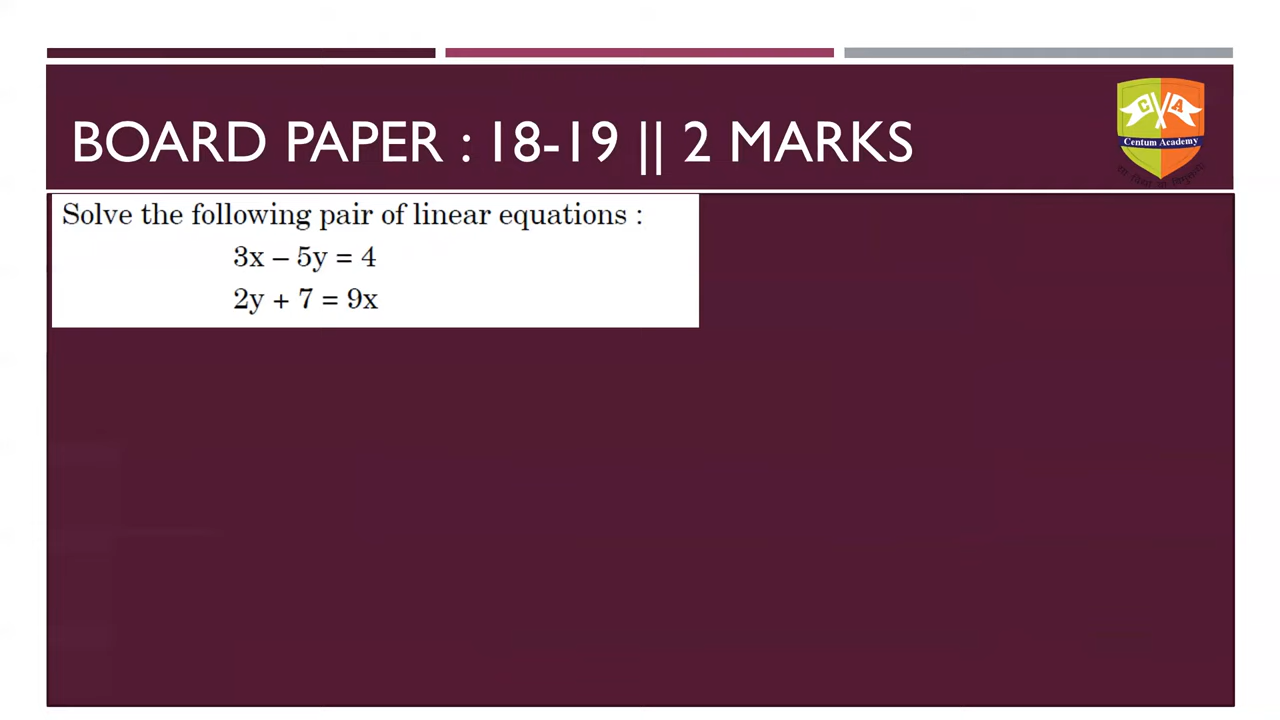 BOARD PAPER : 18-19 || 2 MARKS
C A
Centum Academy
Solve the following pair of linear equations :
3x – 5y = 4
2y + 7 = 9x